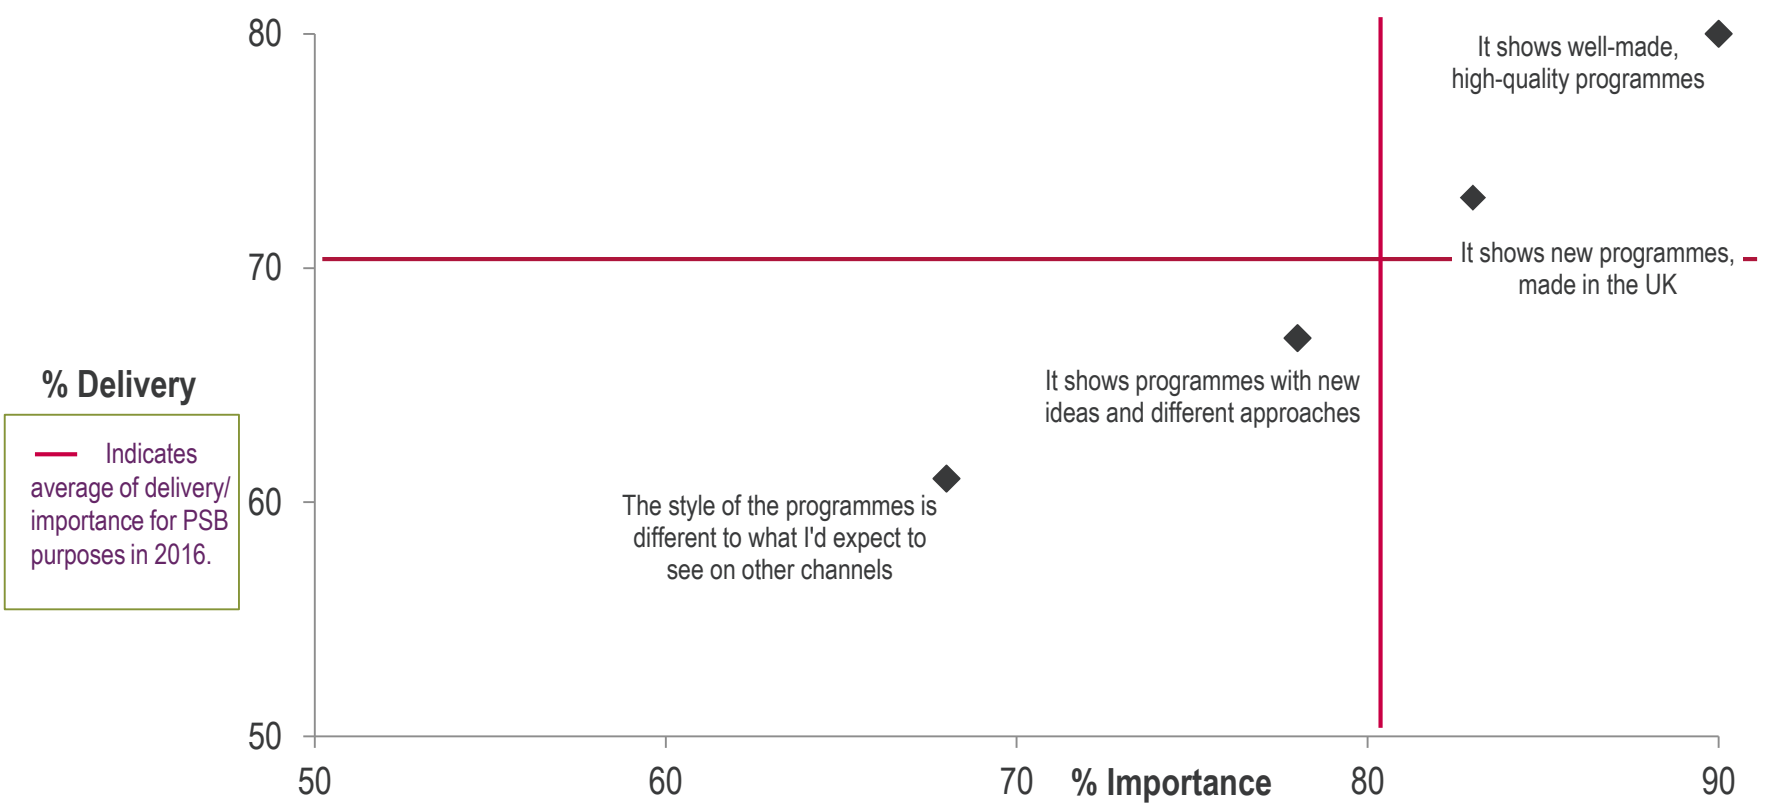 80
It shows well-made,
high-quality programmes
70
It shows new programmes,
made in the UK
% Delivery
It shows programmes with new
ideas and different approaches
Indicates
average of delivery/
importance for PSB
purposes in 2016.
60
The style of the programmes is
different to what I'd expect to
see on other channels
50
50
60
70
% Importance
80
90